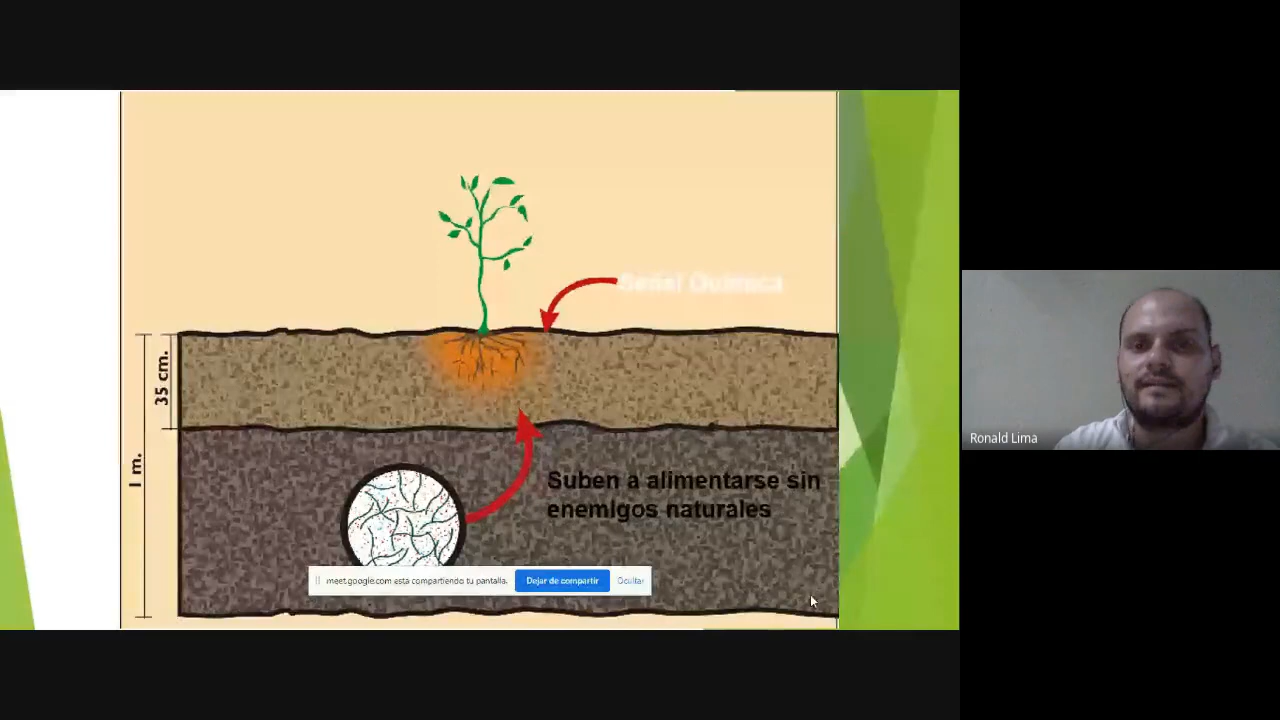 Señal Química
35 cm.
1 m.
Suben a alimentarse sin
enemigos naturales
meet.google.com está compartiendo tu pantalla.
Dejar de compartir
Ocultar
Ronald Lima